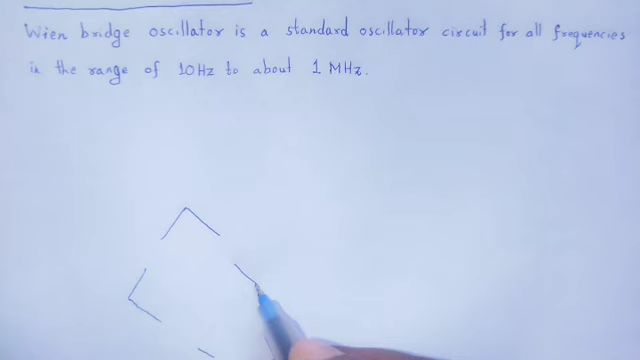 Wien bridge oscillator is a standard oscillator circuit for all frequencies
in the range of 10Hz to about 1 MHz.